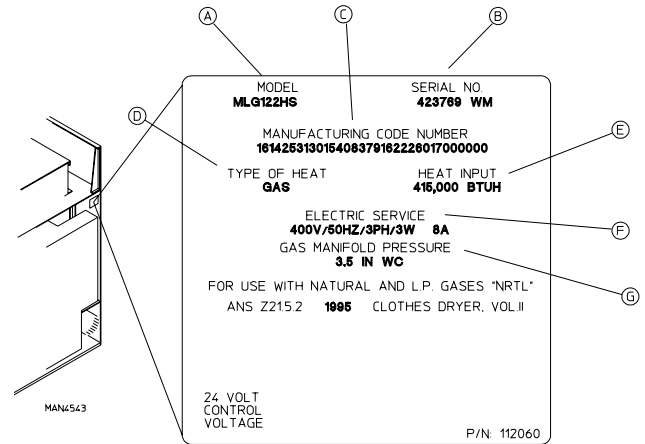 A
C
B
MODEL
MLG122HS
SERIAL NO.
423769 WM
D
MANUFACTURING CODE NUMBER
16142531301540837916222601700000​0
E
TYPE OF HEAT
GAS
HEAT INPUT
415,000 BTUH
ELECTRIC SERVICE
400V/50HZ/3PH/3W 8A
F
GAS MANIFOLD PRESSURE
3.5 IN WC
FOR USE WITH NATURAL AND L.P. GASES "NRTL"
G
ANS Z21.5.2 1995 CLOTHES DRYER, VOL.II
MAN4543
24 VOLT
CONTROL
VOLTAGE
P/N: 112060